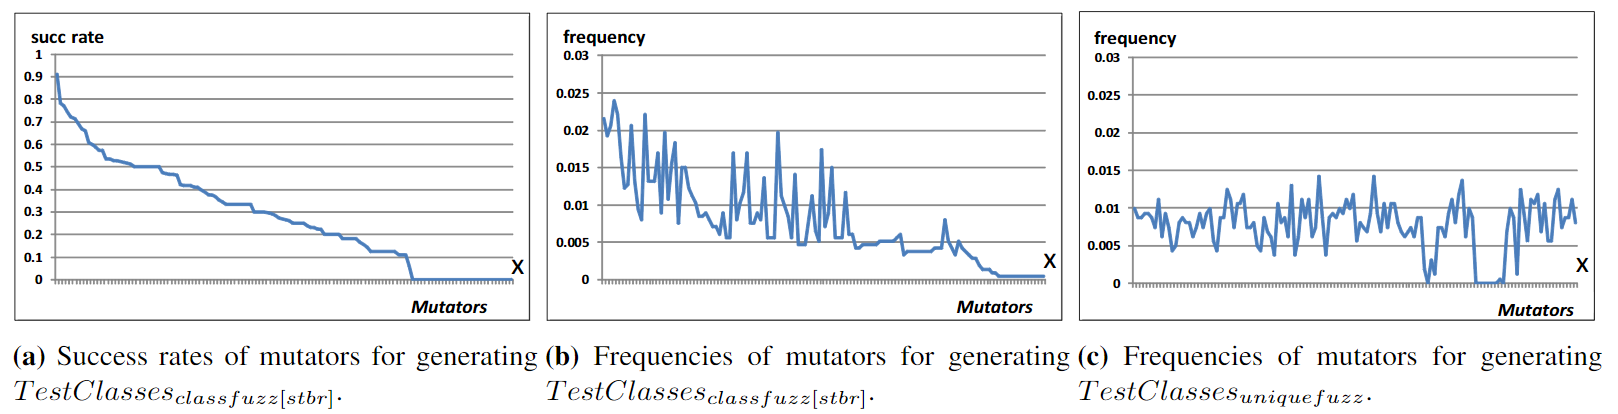 succ rate
1
0.9
0.8
0.7
0.6
0.5
0.4
0.3
0.2
0.1
0
X
Mutators
frequency
0.03
0.025
0.02
0.015
0.01
0.005
0
X
Mutators
frequency
0.03
0.025
0.02
0.015
0.01
0.005
0
X
Mutators
(a) Success rates of mutators for generating
TestClasses_classfuzz[stbr].
(b) Frequencies of mutators for generating
TestClasses_classfuzz[stbr].
(c) Frequencies of mutators for generating
TestClasses_uniquefuzz.